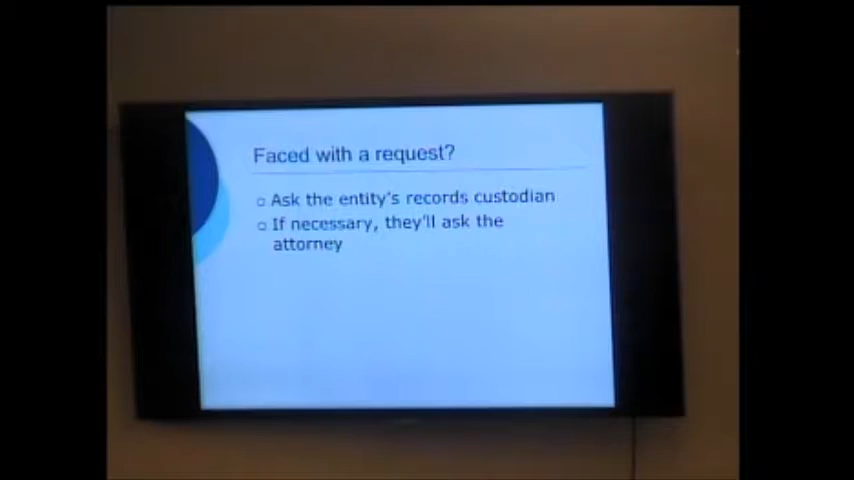 Faced with a request?
Ask the entity's records custodian
If necessary, they'll ask the
attorney